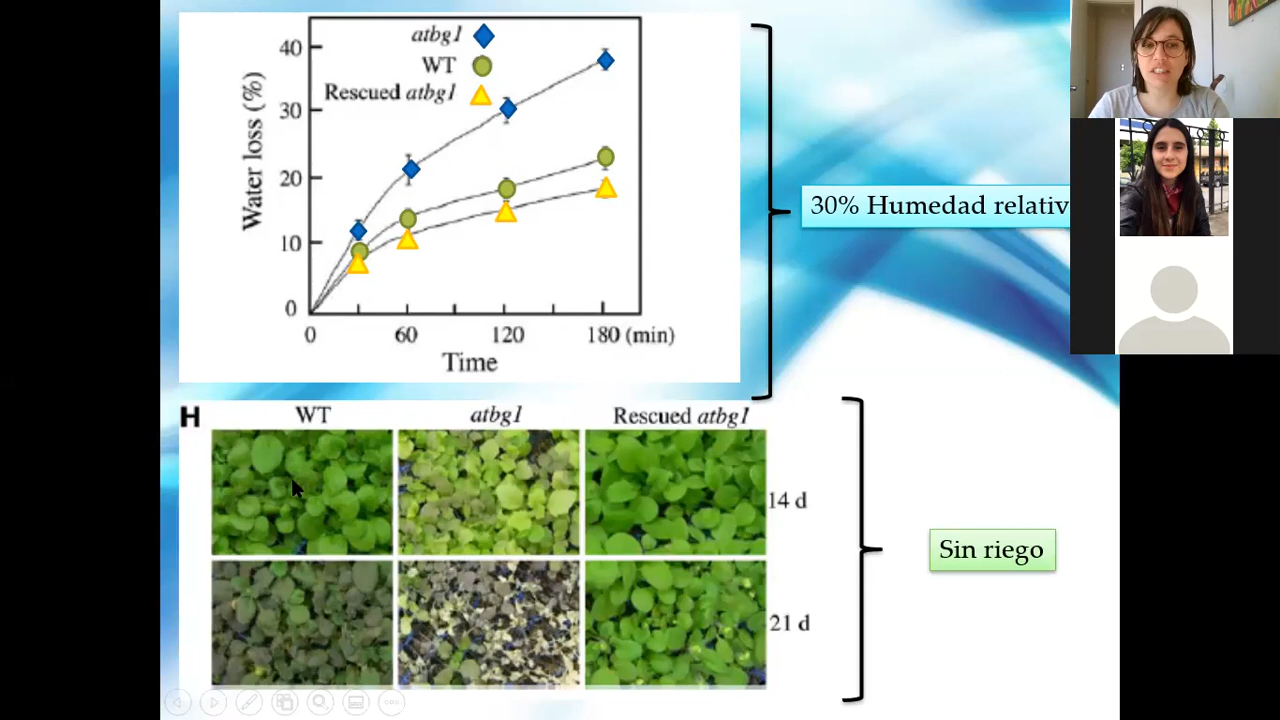 atbg1
WT
Rescued atbg1
Water loss (%)
40
30
20
10
0
0 60 120 180 (min)
Time
30% Humedad relativ
H
WT atbg1 Rescued atbg1
14 d
21 d
Sin riego